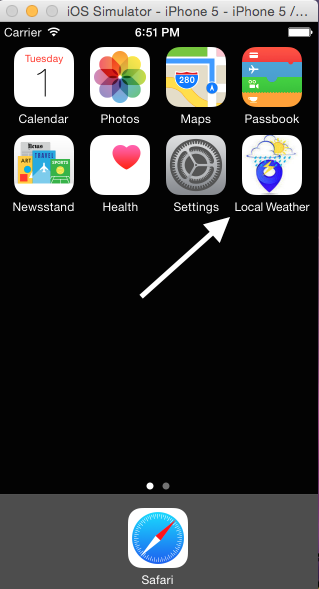 iOS Simulator - iPhone 5 - iPhone 5 /...
Carrier 6:51 PM
Tuesday
1
280
Calendar Photos Maps Passbook
News
ART TRAVEL SPORTS
Newsstand Health Settings Local Weather
Safari